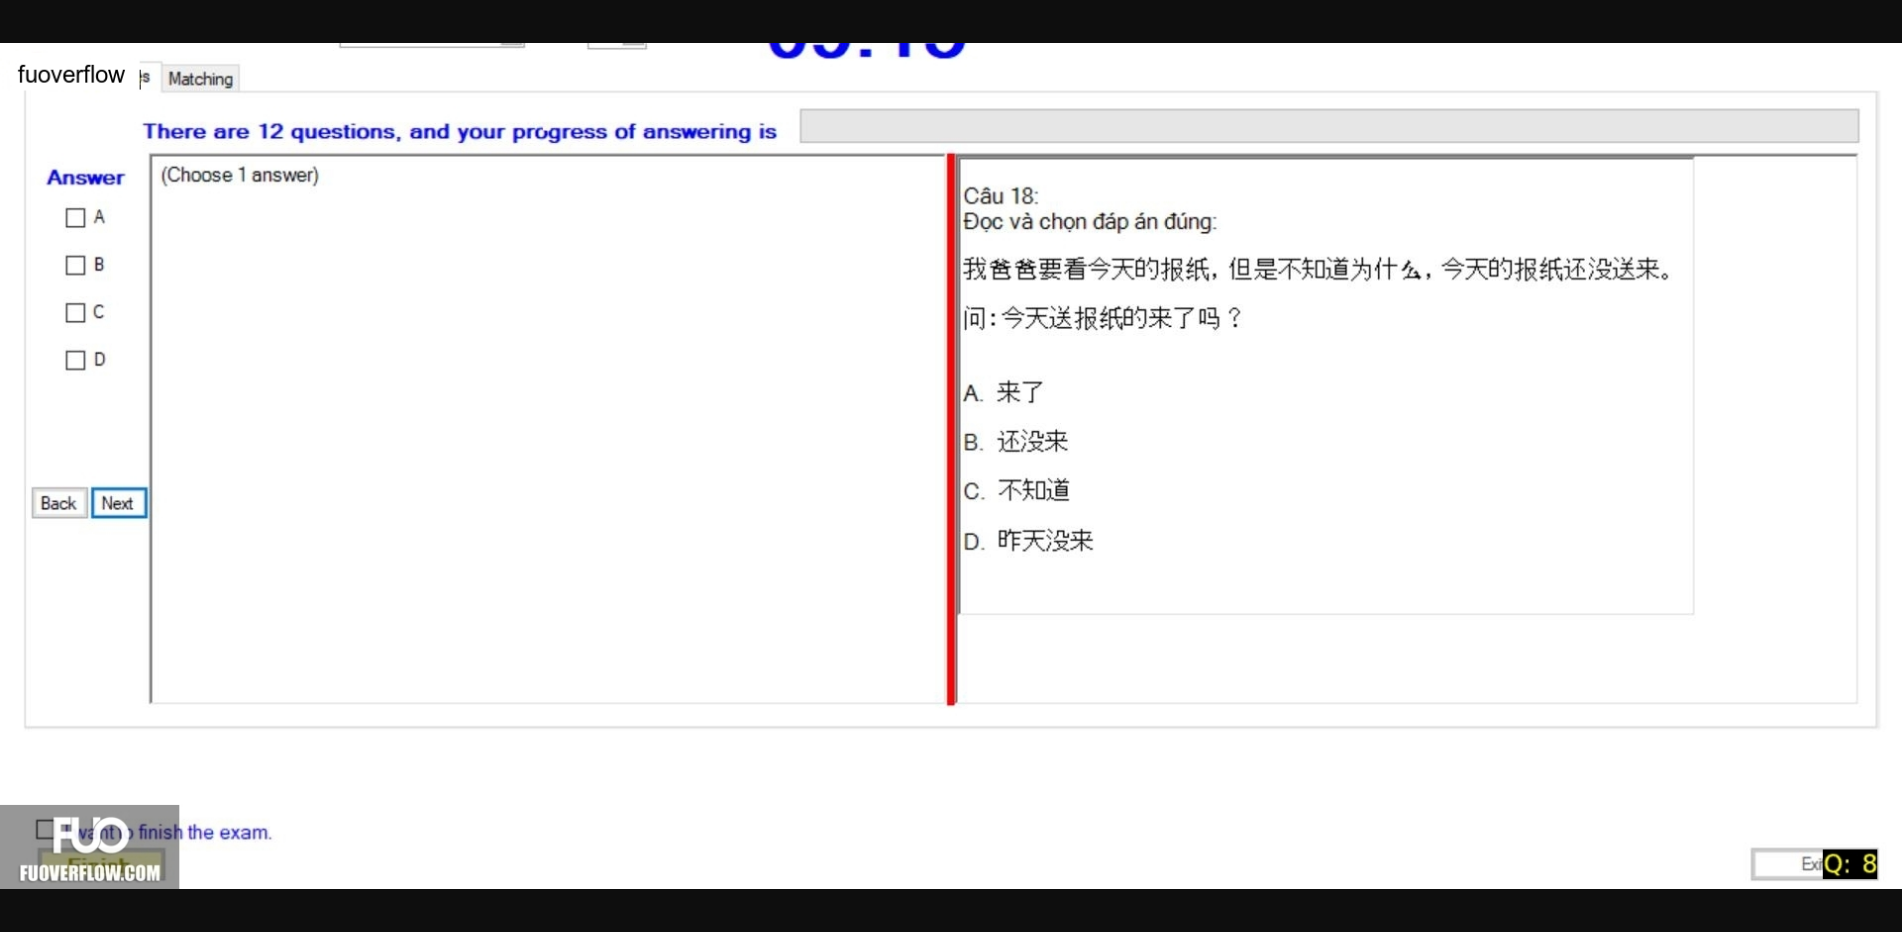 fuoverflow
Matching
There are 12 questions, and your progress of answering is
Answer
(Choose 1 answer)
A
B
C
D
Back
Next
Câu 18:
Đọc và chọn đáp án đúng:
我爸爸要看今天的报纸，但是不知道为什么，今天的报纸还没送来。
问：今天送报纸的来了吗？
A. 来了
B. 还没来
C. 不知道
D. 昨天没来
I want to finish the exam.
FUO
FUOVERFLOW.COM
Q: 8